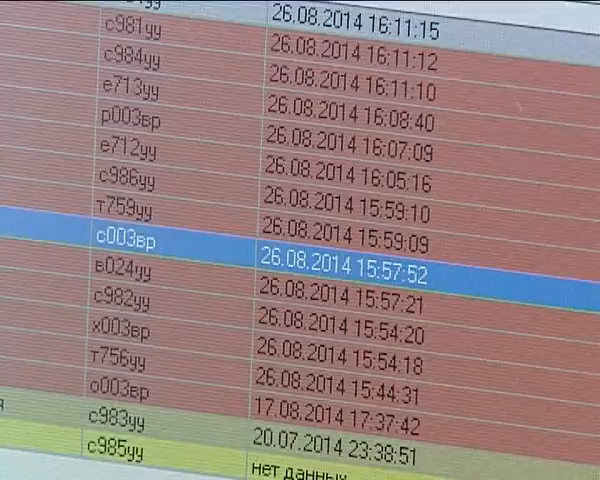 26.08.2014 16:11:15
с981уу 26.08.2014 16:11:12
с984уу 26.08.2014 16:11:10
е713уу 26.08.2014 16:08:40
р003вр 26.08.2014 16:07:09
е712уу 26.08.2014 16:05:16
с986уу 26.08.2014 15:59:10
т759уу 26.08.2014 15:59:09
с003вр 26.08.2014 15:57:52
в024уу 26.08.2014 15:57:21
с982уу 26.08.2014 15:54:20
х003вр 26.08.2014 15:54:18
т756уу 26.08.2014 15:44:31
о003вр 17.08.2014 17:37:42
с983уу 20.07.2014 23:38:51
с985уу нет данных